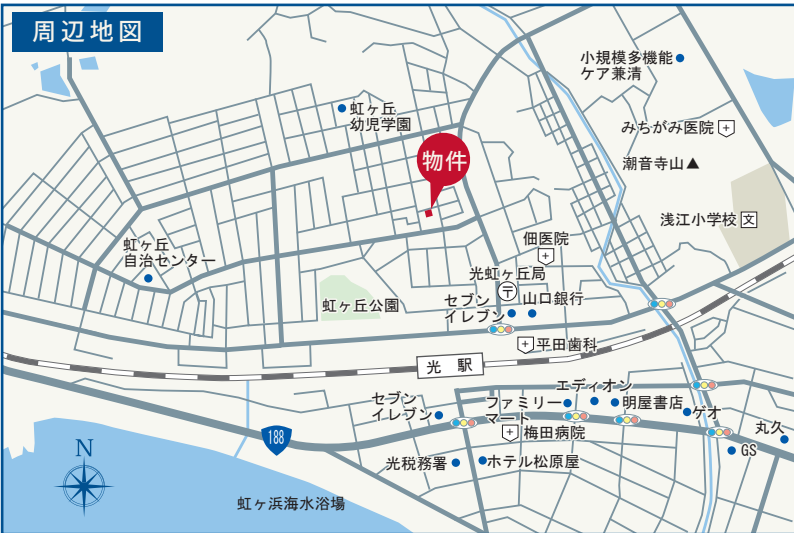 周辺地図
小規模多機能
ケア兼清
虹ヶ丘
幼児学園
みちがみ医院
物件
潮音寺山▲
浅江小学校
文
佃医院
虹ヶ丘
自治センター
光虹ヶ丘局
〒
虹ヶ丘公園
セブン
イレブン
山口銀行
平田歯科
光駅
エディオン
セブン
イレブン
ファミリー
マート
明屋書店
ゲオ
丸久
梅田病院
188
GS
N
光税務署
ホテル松原屋
虹ヶ浜海水浴場